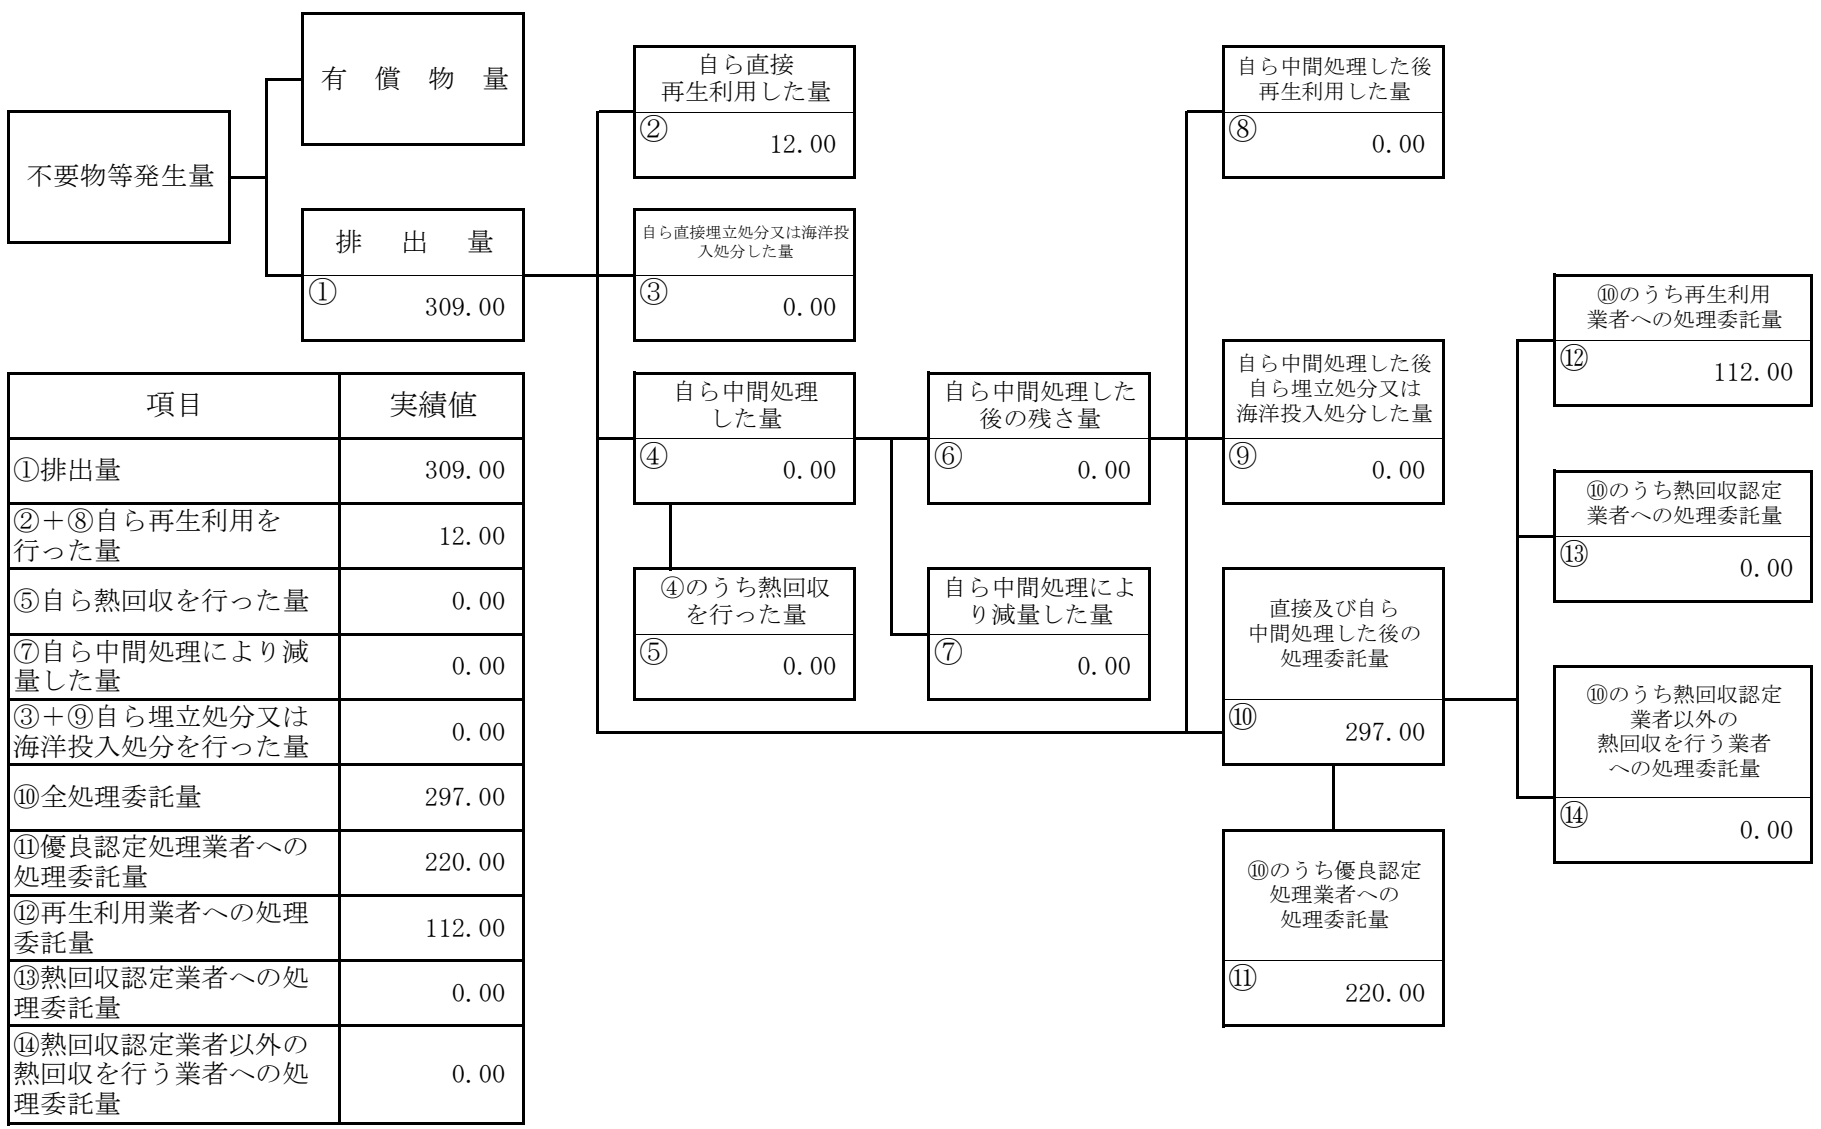 有償物量
不要物等発生量
排出量
①
309.00
自ら直接
再生利用した量
②
12.00
自ら直接埋立処分又は海洋投
入処分した量
③
0.00
自ら中間処理
した量
④
0.00
④のうち熱回収
を行った量
⑤
0.00
自ら中間処理した
後の残さ量
⑥
0.00
自ら中間処理によ
り減量した量
⑦
0.00
自ら中間処理した後
再生利用した量
⑧
0.00
自ら中間処理した後
自ら埋立処分又は
海洋投入処分した量
⑨
0.00
直接及び自ら
中間処理した後の
処理委託量
⑩
297.00
⑩のうち優良認定
処理業者への
処理委託量
⑪
220.00
⑩のうち再生利用
業者への処理委託量
⑫
112.00
⑩のうち熱回収認定
業者への処理委託量
⑬
0.00
⑩のうち熱回収認定
業者以外の
熱回収を行う業者
への処理委託量
⑭
0.00
項目 実績値
①排出量 309.00
②+⑧自ら再生利用を
行った量 12.00
⑤自ら熱回収を行った量 0.00
⑦自ら中間処理により減
量した量 0.00
③+⑨自ら埋立処分又は
海洋投入処分を行った量 0.00
⑩全処理委託量 297.00
⑪優良認定処理業者への
処理委託量 220.00
⑫再生利用業者への処理
委託量 112.00
⑬熱回収認定業者への処
理委託量 0.00
⑭熱回収認定業者以外の
熱回収を行う業者への処
理委託量 0.00